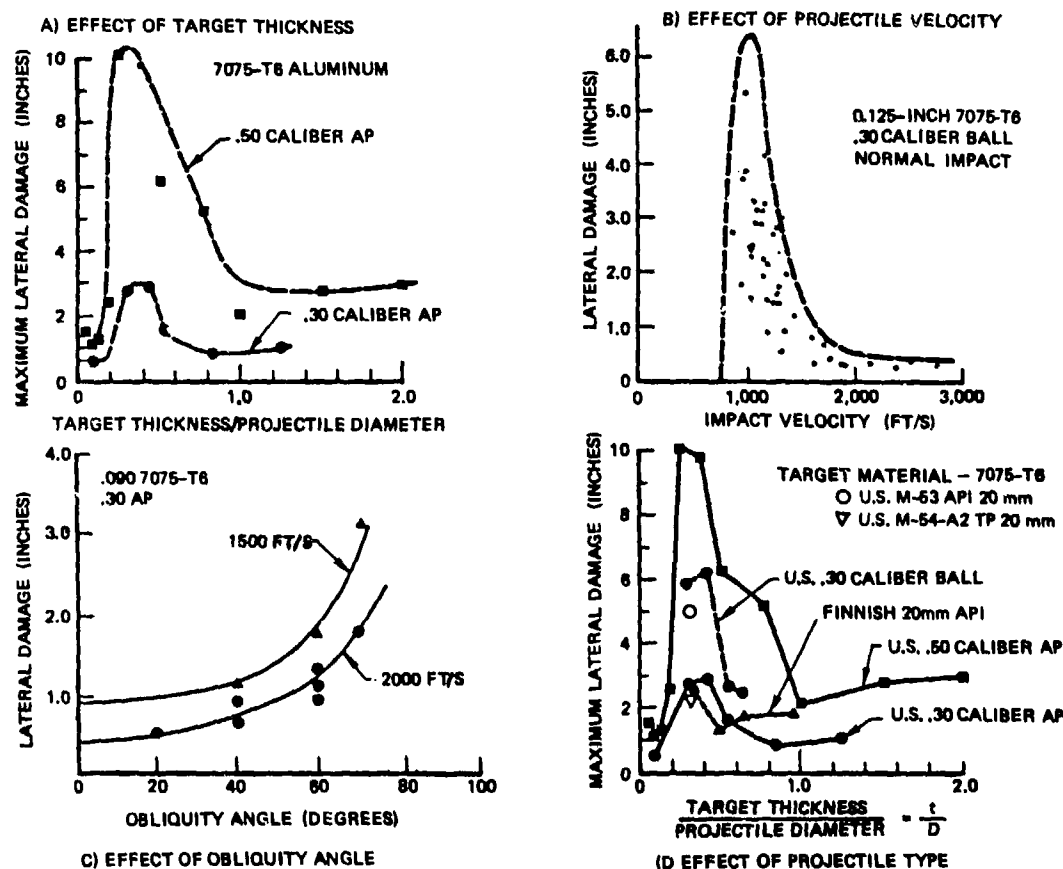 A) EFFECT OF TARGET THICKNESS
MAXIMUM LATERAL DAMAGE (INCHES)
10
8
6
4
2
0
7075-T6 ALUMINUM
.50 CALIBER AP
.30 CALIBER AP
0
1.0
2.0
TARGET THICKNESS/PROJECTILE DIAMETER
B) EFFECT OF PROJECTILE VELOCITY
LATERAL DAMAGE (INCHES)
6.0
5.0
4.0
3.0
2.0
1.0
0
0.125-INCH 7075-T6
.30 CALIBER BALL
NORMAL IMPACT
0
1,000
2,000
3,000
IMPACT VELOCITY (FT/S)
LATERAL DAMAGE (INCHES)
4.0
3.0
2.0
1.0
.090 7075-T6
.30 AP
1500 FT/S
2000 FT/S
0
20
40
60
80
100
OBLIQUITY ANGLE (DEGREES)
C) EFFECT OF OBLIQUITY ANGLE
MAXIMUM LATERAL DAMAGE (INCHES)
10
8
6
4
2
0
TARGET MATERIAL - 7075-T6
U.S. M-53 API 20 mm
U.S. M-54-A2 TP 20 mm
U.S. .30 CALIBER BALL
FINNISH 20mm API
U.S. .50 CALIBER AP
U.S. .30 CALIBER AP
0
1.0
2.0
TARGET THICKNESS
PROJECTILE DIAMETER
= t
D
(D EFFECT OF PROJECTILE TYPE